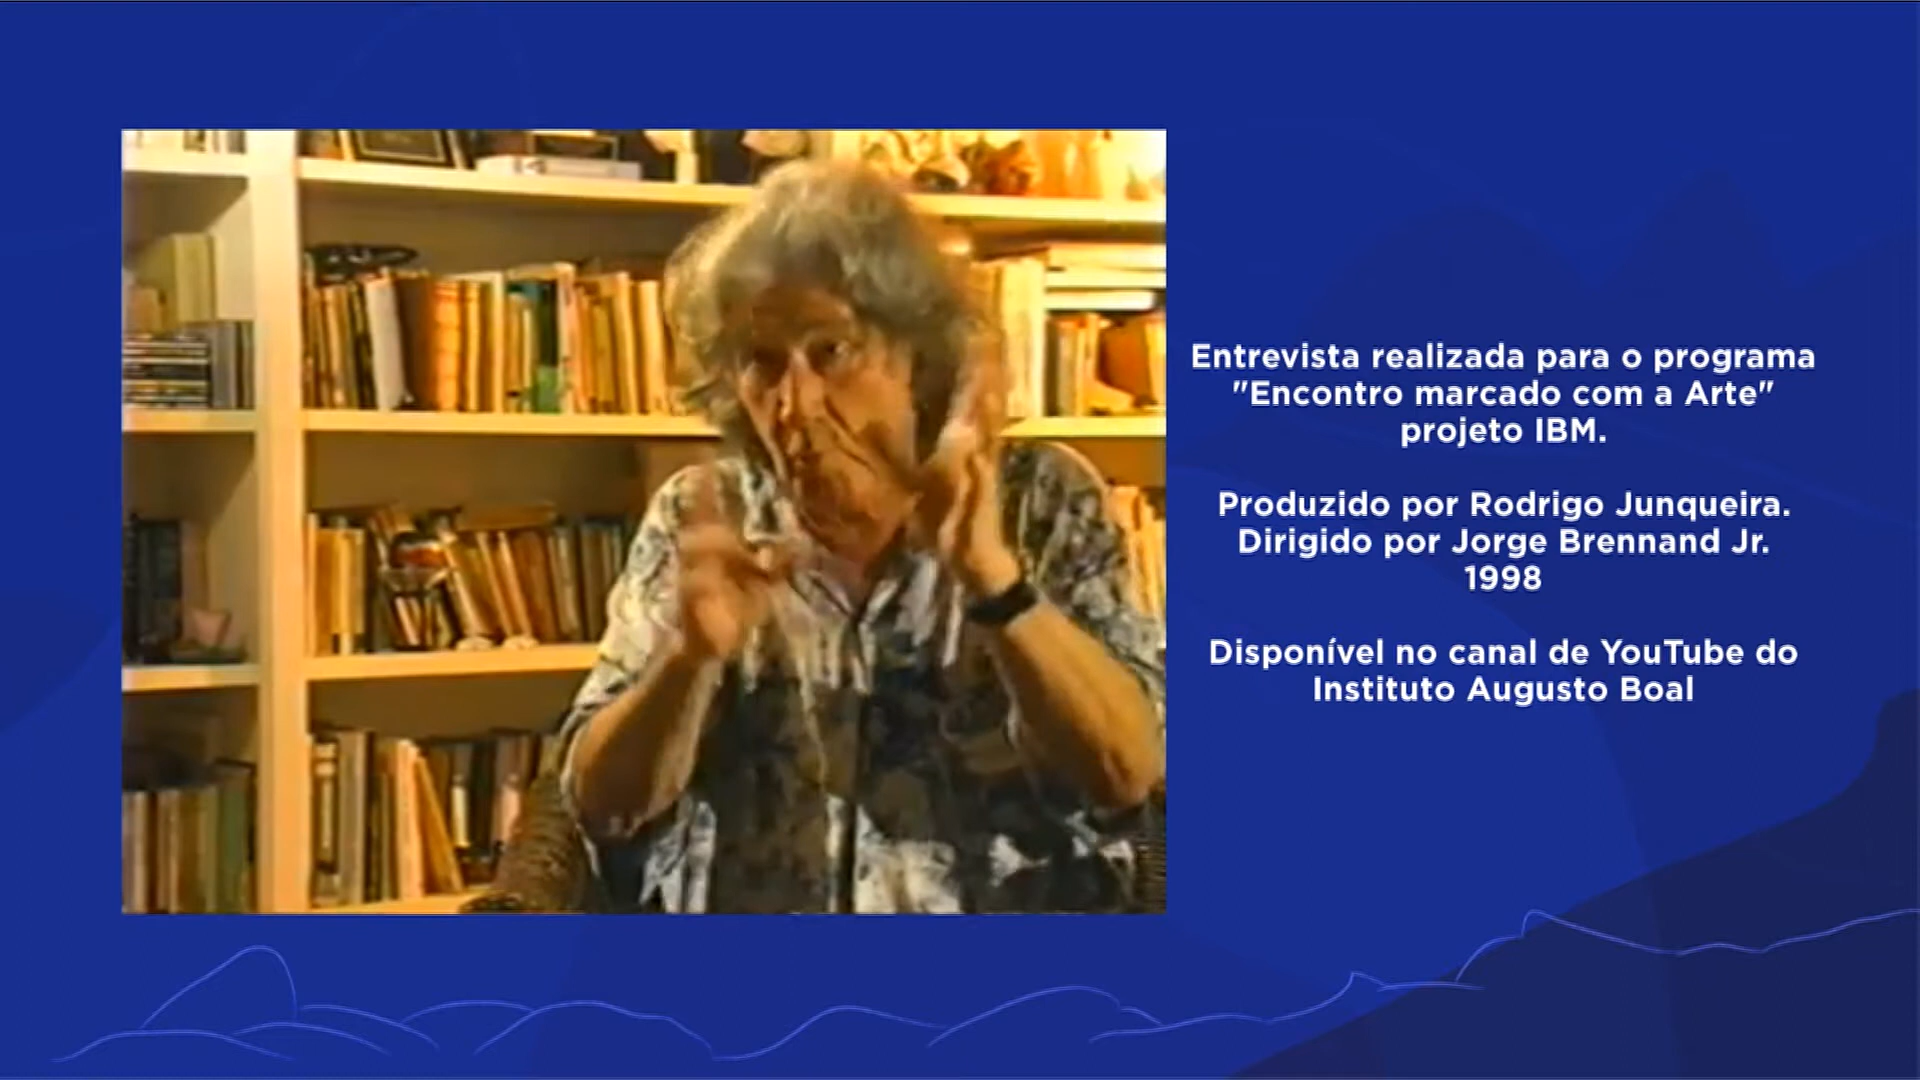 Entrevista realizada para o programa
"Encontro marcado com a Arte"
projeto IBM.
Produzido por Rodrigo Junqueira.
Dirigido por Jorge Brennand Jr.
1998
Disponível no canal de YouTube do
Instituto Augusto Boal